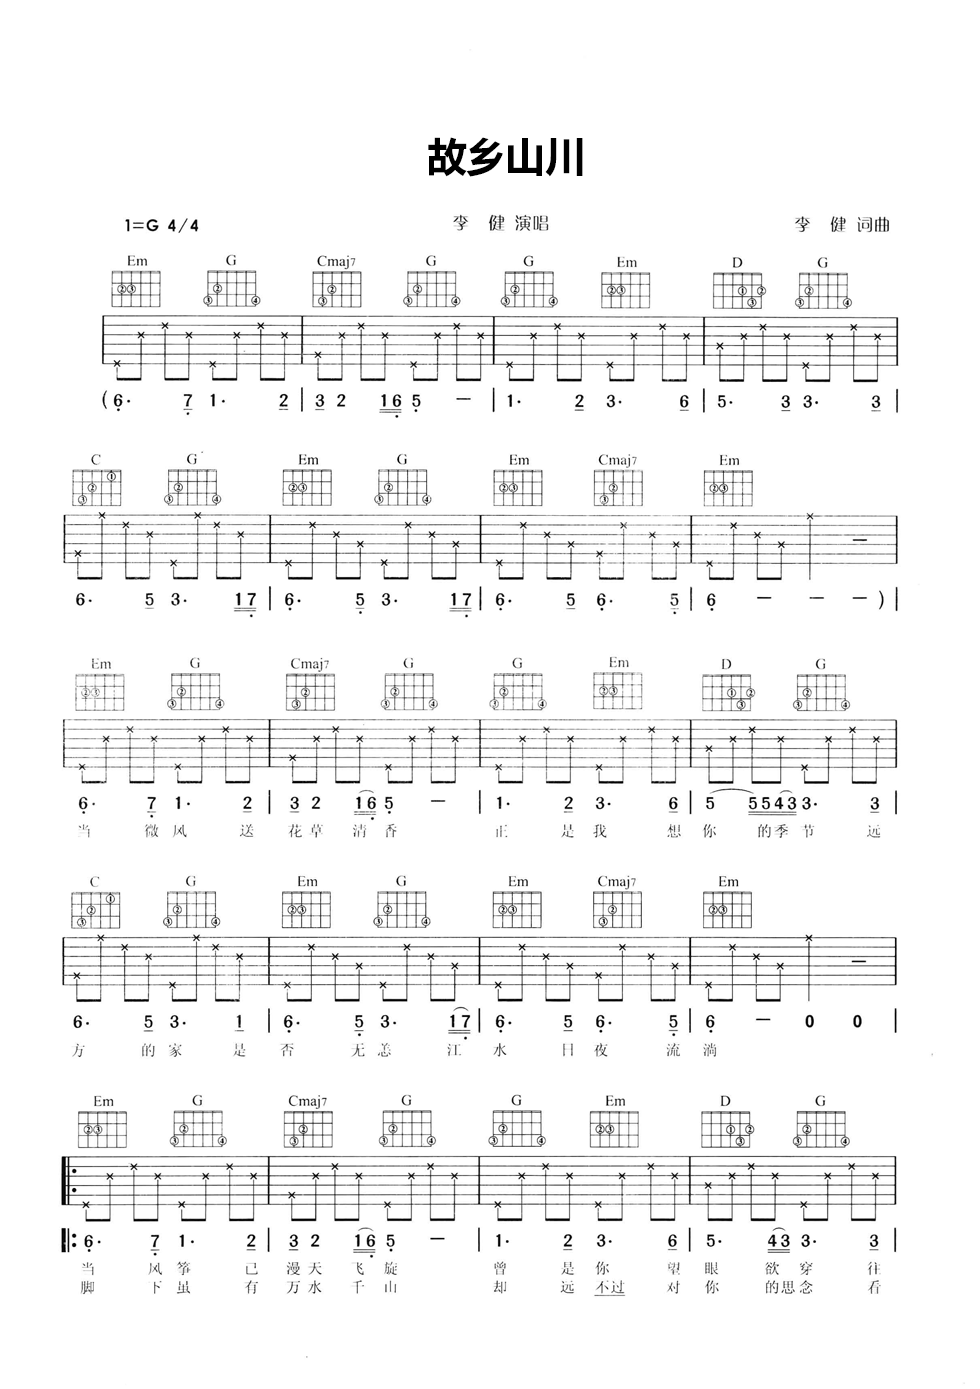 故乡山川
1=G 4/4 李 健 演唱 李 健 词曲
Em G Cmaj7 G G Em D G
(6· 7 1· 2 | 3 2 16 5 — | 1· 2 3· 6 | 5· 3 3· 3 |
C G Em G Em Cmaj7 Em
6· 5 3· 17 | 6· 5 3· 17 | 6· 5 6· 5 | 6 — — — ) |
Em G Cmaj7 G G Em D G
6· 7 1· 2 | 3 2 16 5 — | 1· 2 3· 6 | 5 5543 3· 3 |
当 微 风 送 花 草 清 香 正 是 我 想 你 的 季 节 远
C G Em G Em Cmaj7 Em
6· 5 3· 1 | 6· 5 3· 17 | 6· 5 6· 5 | 6 — 0 0 |
方 的 家 是 否 无 恙 江 水 日 夜 流 淌
Em G Cmaj7 G G Em D G
‖: 6· 7 1· 2 | 3 2 16 5 — | 1· 2 3· 6 | 5· 43 3· 3 |
当 风 筝 已 漫 天 飞 旋 曾 是 你 望 眼 欲 穿 往
脚 下 虽 有 万 水 千 山 却 远 不过 对 你 的 思 念 看